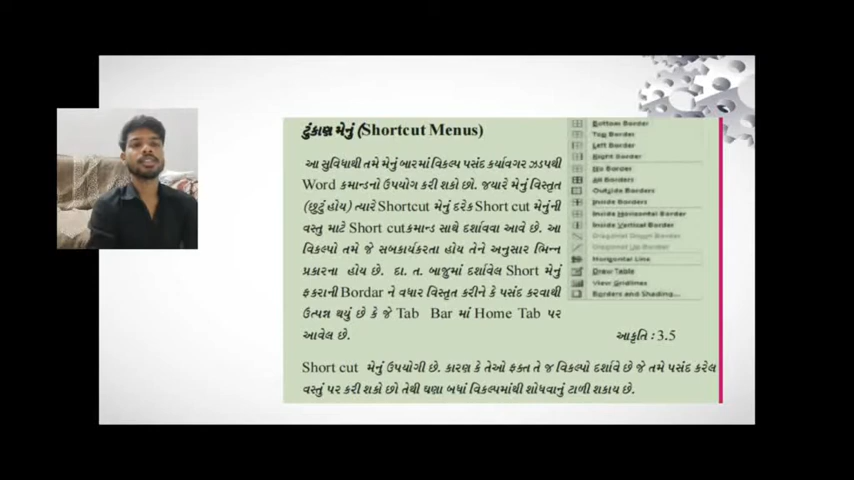 ટુંકાણ મેનું (Shortcut Menus)
આ સુવિધાથી તમે મેનું બારમાં વિકલ્પ પસંદ કર્યાવગર ઝડપથી
Word કમાન્ડનો ઉપયોગ કરી શકો છો. જયારે મેનું વિસ્તૃત
(છુટું હોય) ત્યારે Shortcut મેનું દરેક Short cut મેનુંની
વસ્તુ માટે Short cut કમાન્ડ સાથે દર્શાવવા આવે છે. આ
વિકલ્પો તમે જે સબકાર્યકરતા હોય તેને અનુસાર ભિન્ન
પ્રકારના હોય છે. દા. ત. બાજુમાં દર્શાવેલ Short મેનું
ફકરાની Bordar ને વધાર વિસ્તૃત કરીને કે પસંદ કરવાથી
ઉત્પન્ન થયું છે કે જે Tab Bar માં Home Tab પર
આવેલ છે.
Bottom Border
Top Border
Left Border
Right Border
No Border
All Borders
Outside Borders
Inside Borders
Inside Horizontal Border
Inside Vertical Border
Diagonal Down Border
Diagonal Up Border
Horizontal Line
Draw Table
View Gridlines
Borders and Shading...
આકૃતિ : 3.5
Short cut મેનું ઉપયોગી છે. કારણ કે તેઓ ફક્ત તે જ વિકલ્પો દર્શાવે છે જે તમે પસંદ કરેલ
વસ્તું પર કરી શકો છો તેથી ઘણા બધાં વિકલ્પમાંથી શોધવાનું ટાળી શકાય છે.